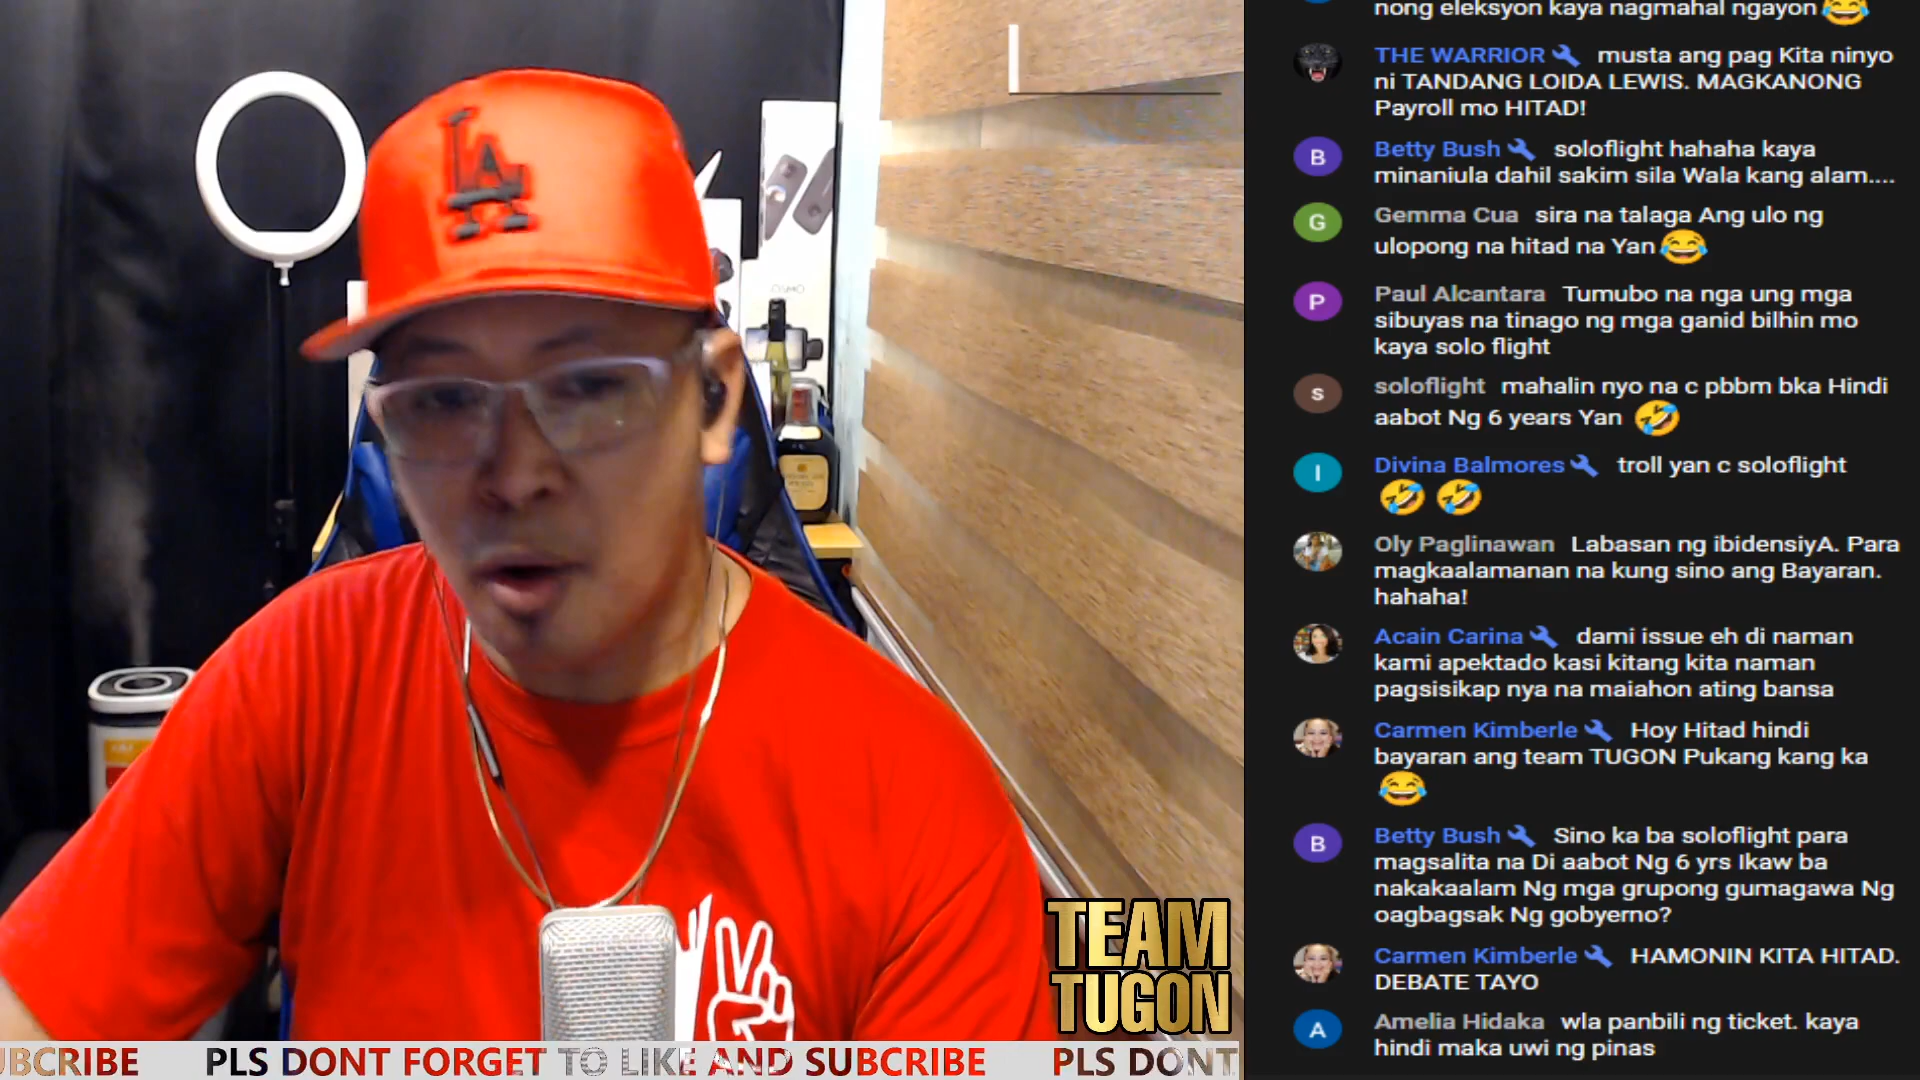 LA
OSMO
TEAM
TUGON
UBCRIBE PLS DONT FORGET TO LIKE AND SUBCRIBE PLS DONT
nong eleksyon kaya nagmahal ngayon😂
THE WARRIOR musta ang pag Kita ninyo
ni TANDANG LOIDA LEWIS. MAGKANONG
Payroll mo HITAD!
B
Betty Bush soloflight hahaha kaya
minaniula dahil sakim sila Wala kang alam....
G
Gemma Cua sira na talaga Ang ulo ng
ulopong na hitad na Yan😂
P
Paul Alcantara Tumubo na nga ung mga
sibuyas na tinago ng mga ganid bilhin mo
kaya solo flight
s
soloflight mahalin nyo na c pbbm bka Hindi
aabot Ng 6 years Yan 🤣
I
Divina Balmores troll yan c soloflight
🤣 🤣
Oly Paglinawan Labasan ng ibidensiyA. Para
magkaalamanan na kung sino ang Bayaran.
hahaha!
Acain Carina dami issue eh di naman
kami apektado kasi kitang kita naman
pagsisikap nya na maiahon ating bansa
Carmen Kimberle Hoy Hitad hindi
bayaran ang team TUGON Pukang kang ka
😂
B
Betty Bush Sino ka ba soloflight para
magsalita na Di aabot Ng 6 yrs Ikaw ba
nakakaalam Ng mga grupong gumagawa Ng
oagbagsak Ng gobyerno?
Carmen Kimberle HAMONIN KITA HITAD.
DEBATE TAYO
A
Amelia Hidaka wla panbili ng ticket. kaya
hindi maka uwi ng pinas